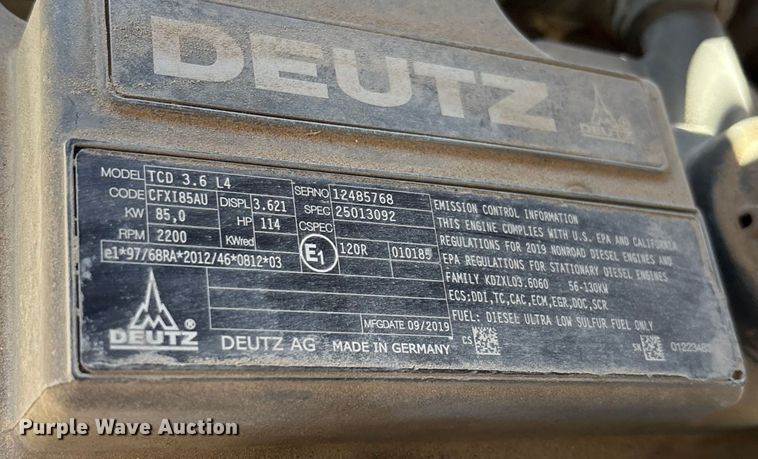 DEUTZ
DEUTZ
MODEL TCD 3.6 L4
CODE CFXI85AU DISPL 3.621
KW 85,0 HP 114
RPM 2200 KWred
e1*97/68RA*2012/46*0812*03
SERNO 12485768
SPEC 25013092
CSPEC
E1 120R
MFGDATE 09/2019
EMISSION CONTROL INFORMATION
THIS ENGINE COMPLIES WITH U.S. EPA AND CALIFORNIA
REGULATIONS FOR 2019 NONROAD DIESEL ENGINES AND
EPA REGULATIONS FOR STATIONARY DIESEL ENGINES
FAMILY KDZXL03.6060 56-130KW
ECS:DDI,TC,CAC,ECM,EGR,DOC,SCR
FUEL: DIESEL ULTRA LOW SULFUR FUEL ONLY
DEUTZ ®
DEUTZ AG MADE IN GERMANY
CS
SN
Purple Wave Auction